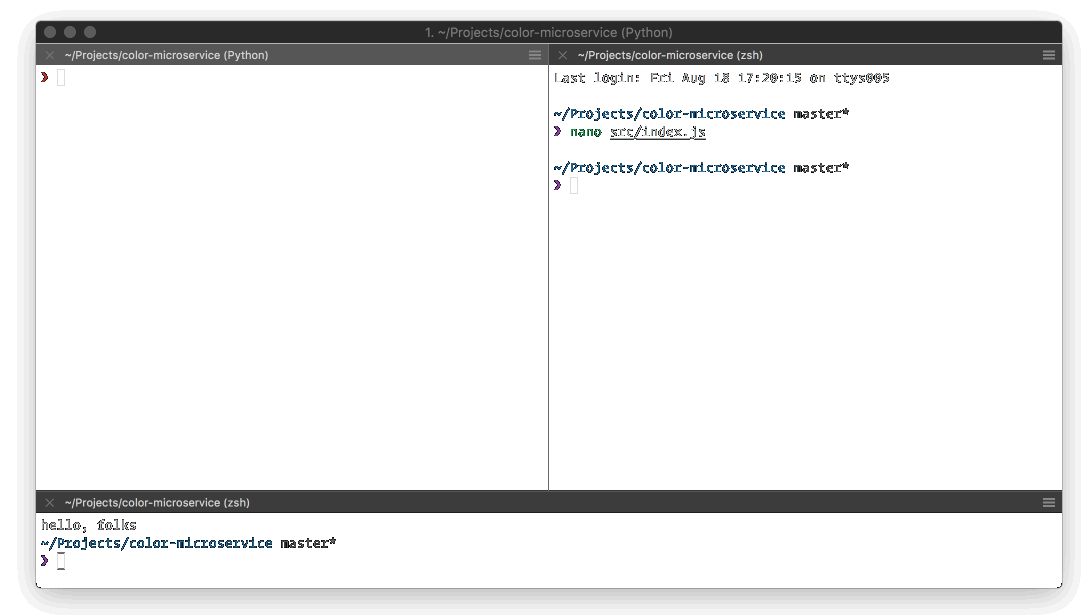 1. ~/Projects/color-microservice (Python)
~/Projects/color-microservice (Python)
❯
~/Projects/color-microservice (zsh)
Last login: Fri Aug 18 17:20:15 on ttys005
~/Projects/color-microservice master*
❯ nano src/index.js
~/Projects/color-microservice master*
❯
~/Projects/color-microservice (zsh)
hello, folks
~/Projects/color-microservice master*
❯